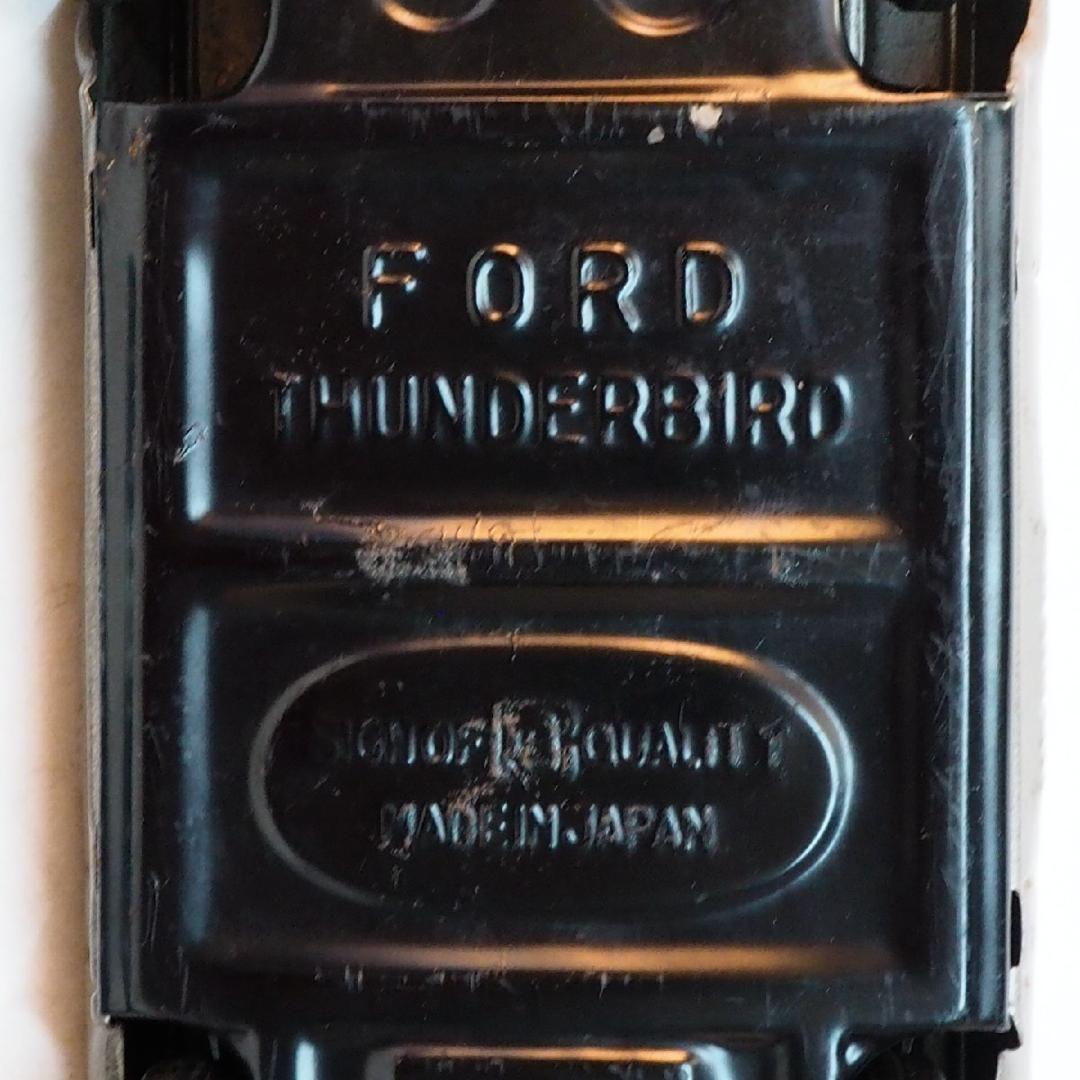 FORD
THUNDERBIRD
SIGN OF QUALITY
MADE IN JAPAN